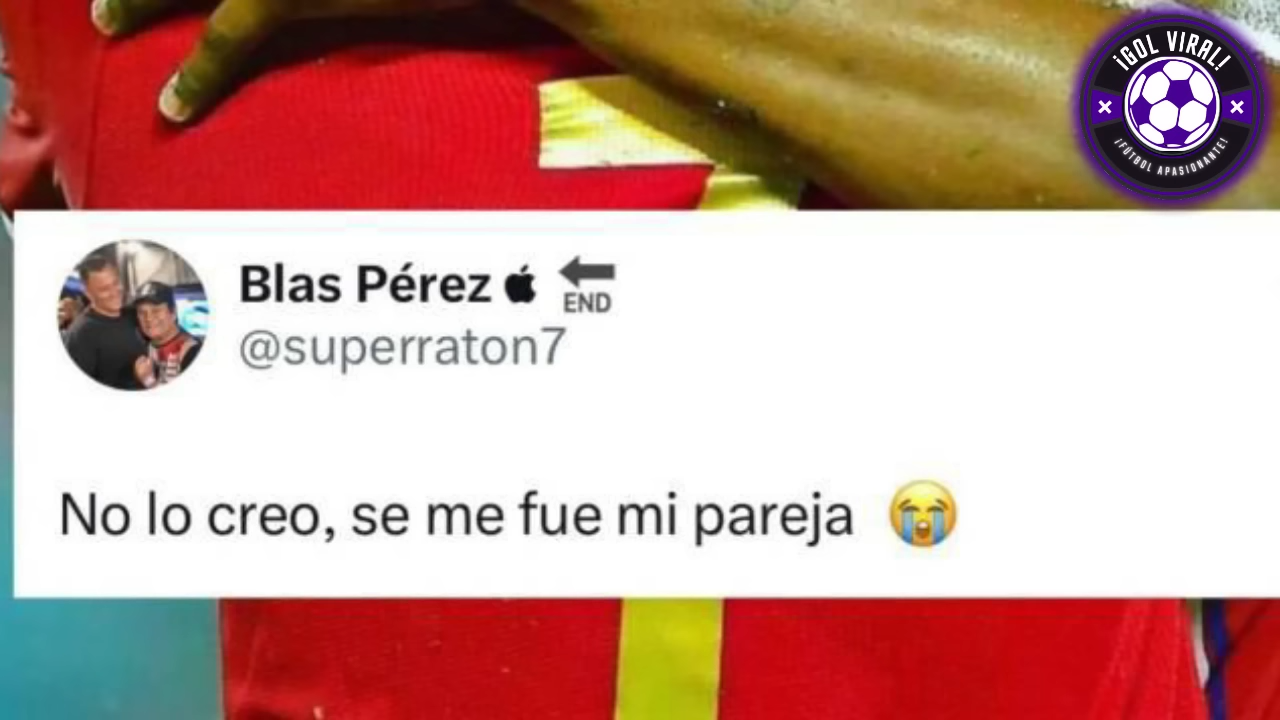 ¡GOL VIRAL!
¡FÚTBOL APASIONANTE!
Blas Pérez
END
@superraton7
No lo creo, se me fue mi pareja